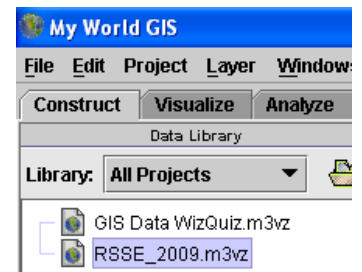 My World GIS
File Edit Project Layer Windows
Construct Visualize Analyze
Data Library
Library: All Projects
GIS Data WizQuiz.m3vz
RSSE_2009.m3vz